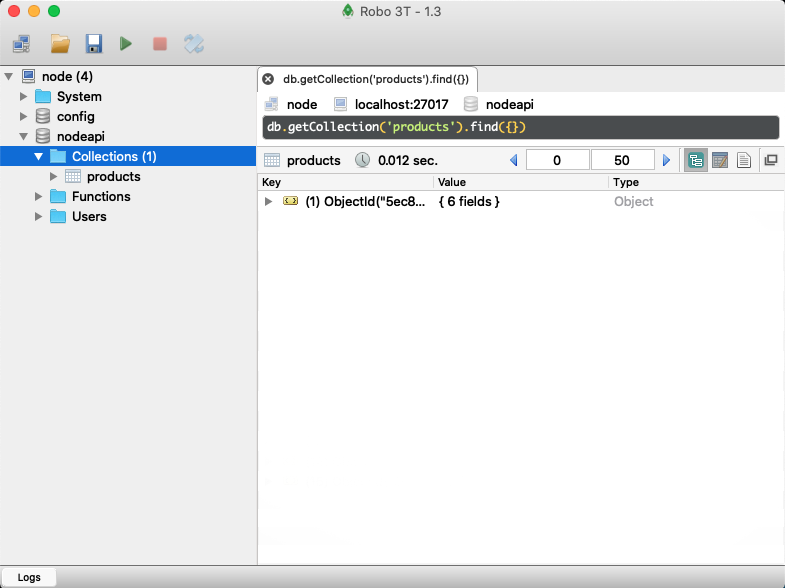 Robo 3T - 1.3
node (4)
System
config
nodeapi
Collections (1)
products
Functions
Users
db.getCollection('products').find({})
node localhost:27017 nodeapi
db.getCollection('products').find({})
products 0.012 sec. 0 50
Key Value Type
(1) ObjectId("5ec8... { 6 fields } Object
Logs